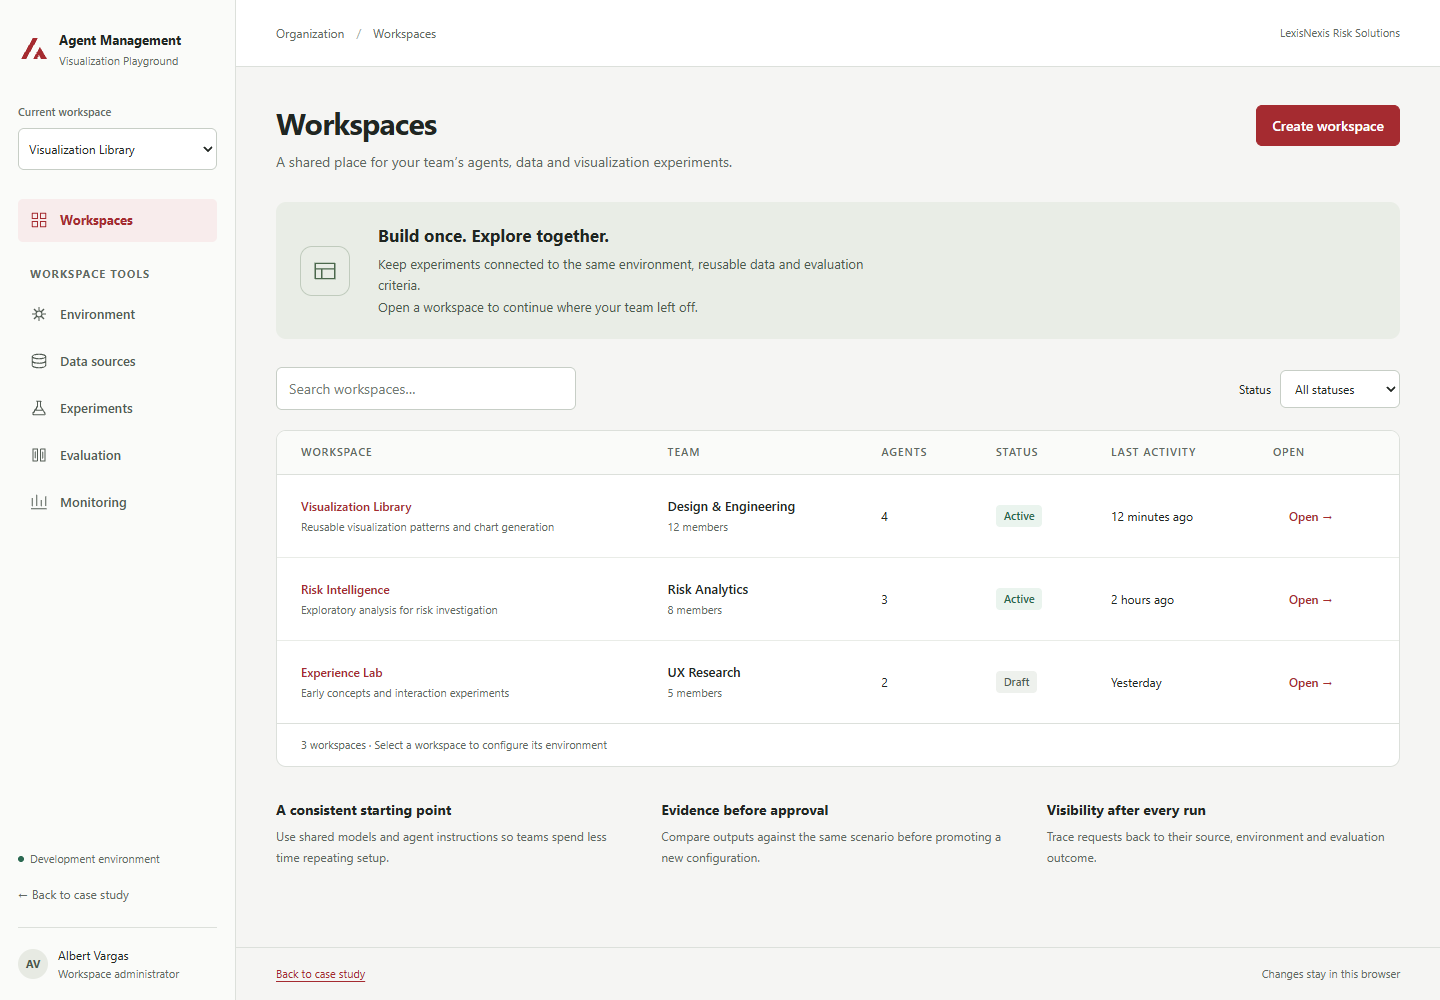 Agent Management
Visualization Playground
Current workspace
Visualization Library
Workspaces
WORKSPACE TOOLS
Environment
Data sources
Experiments
Evaluation
Monitoring
Development environment
← Back to case study
AV
Albert Vargas
Workspace administrator
Organization / Workspaces
LexisNexis Risk Solutions
Workspaces
Create workspace
A shared place for your team’s agents, data and visualization experiments.
Build once. Explore together.
Keep experiments connected to the same environment, reusable data and evaluation
criteria.
Open a workspace to continue where your team left off.
Search workspaces...
Status
All statuses
WORKSPACE TEAM AGENTS STATUS LAST ACTIVITY OPEN
Visualization Library
Reusable visualization patterns and chart generation
Design & Engineering
12 members
4
Active
12 minutes ago
Open →
Risk Intelligence
Exploratory analysis for risk investigation
Risk Analytics
8 members
3
Active
2 hours ago
Open →
Experience Lab
Early concepts and interaction experiments
UX Research
5 members
2
Draft
Yesterday
Open →
3 workspaces · Select a workspace to configure its environment
A consistent starting point
Use shared models and agent instructions so teams spend less
time repeating setup.
Evidence before approval
Compare outputs against the same scenario before promoting a
new configuration.
Visibility after every run
Trace requests back to their source, environment and evaluation
outcome.
Back to case study
Changes stay in this browser